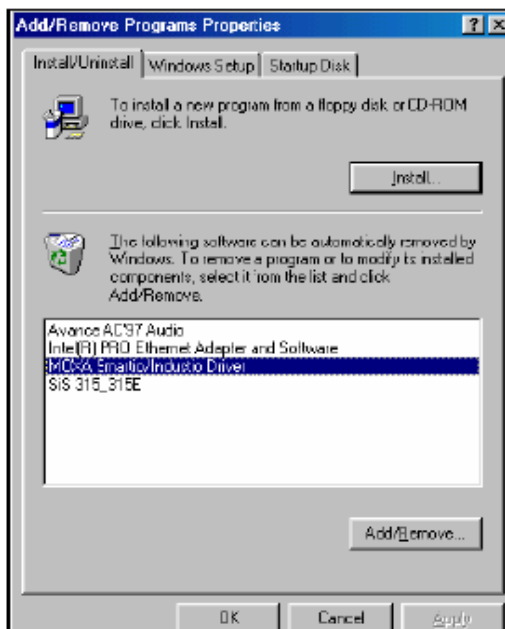 Add/Remove Programs Properties
Install/Uninstall
Windows Setup
Startup Disk
To install a new program from a floppy disk or CD-ROM
drive, click Install.
Install...
The following software can be automatically removed by
Windows. To remove a program or to modify its installed
components, select it from the list and click
Add/Remove.
Avance AC'97 Audio
Intel(R) PRO Ethernet Adapter and Software
MOXA Smartio/Industio Driver
SiS 315_315E
Add/Remove...
OK
Cancel
Apply